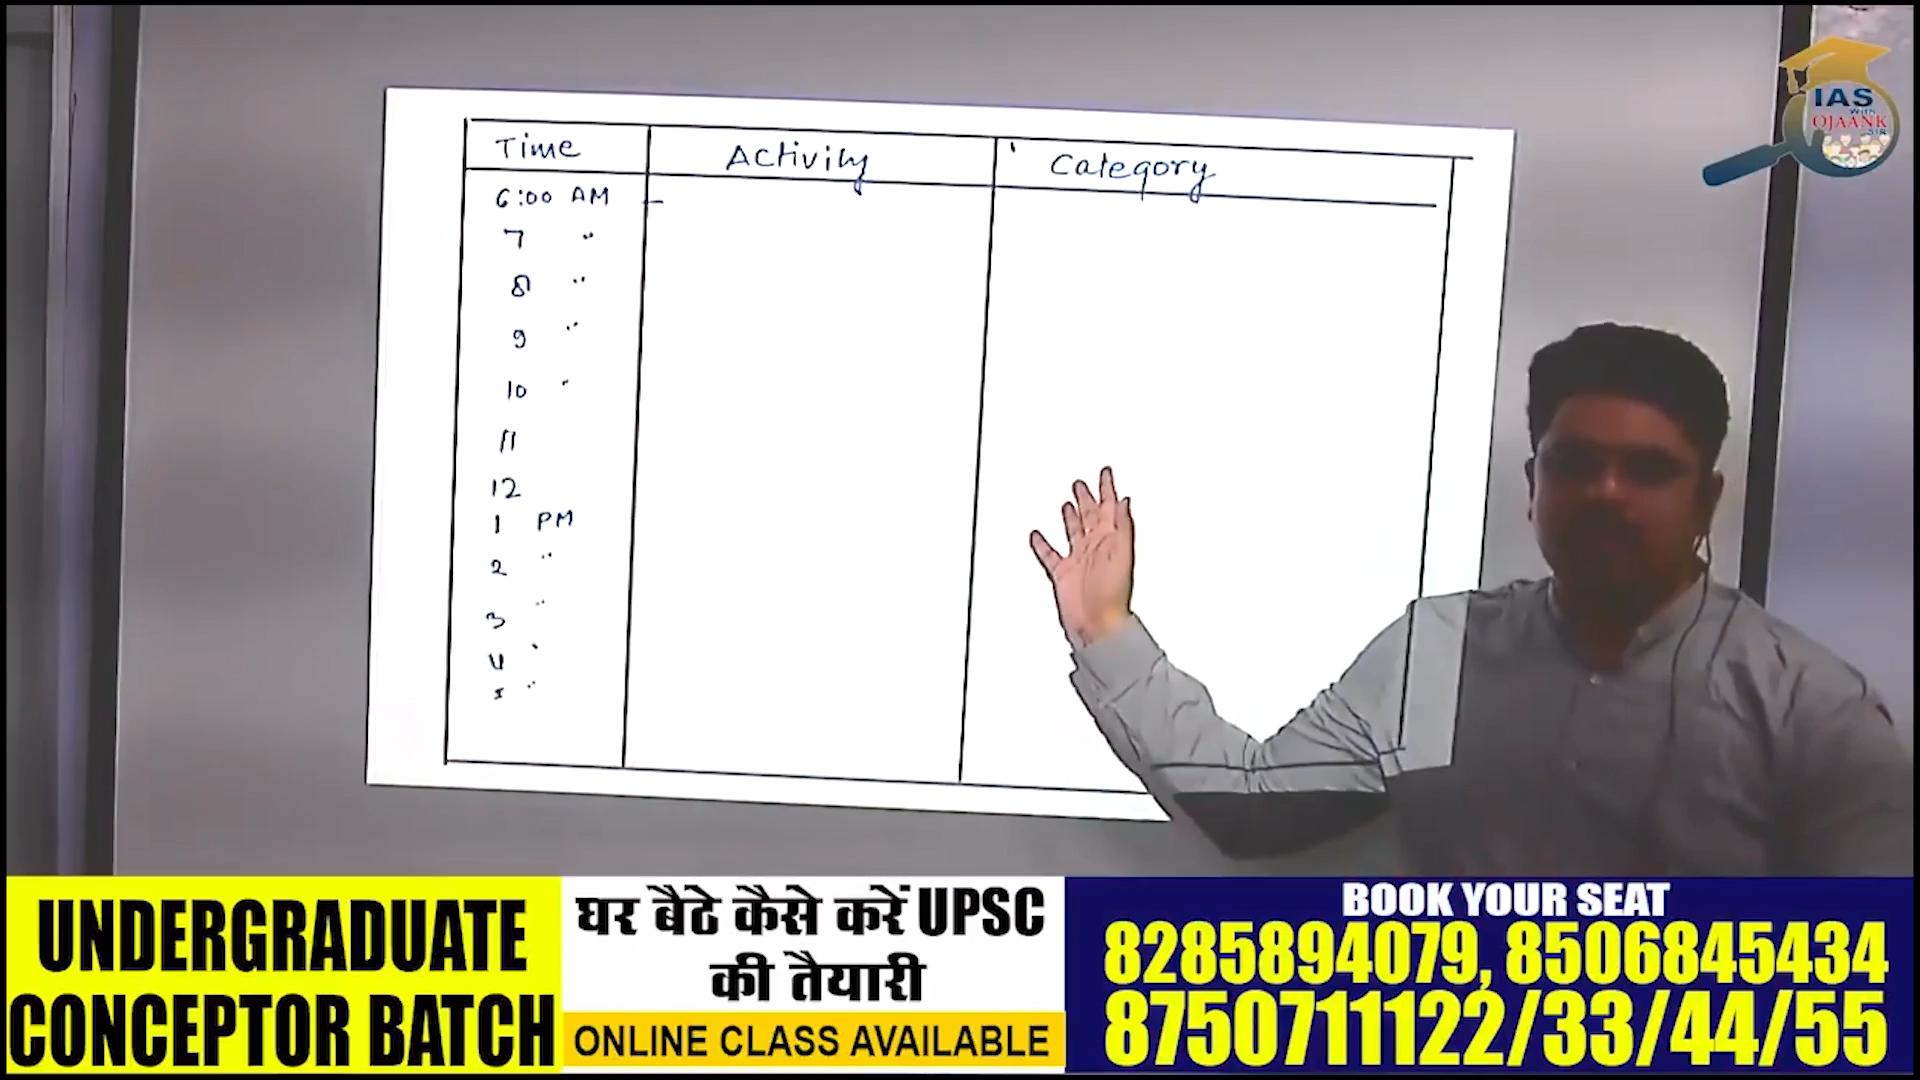 IAS
With
OJAANK
SIR
Time Activity Category
6:00 AM -
7 "
8 "
9 "
10 "
11
12
1 PM
2 "
3 "
4 "
5 "
UNDERGRADUATE
CONCEPTOR BATCH
घर बैठे कैसे करें UPSC
की तैयारी
ONLINE CLASS AVAILABLE
BOOK YOUR SEAT
8285894079, 8506845434
8750711122/33/44/55